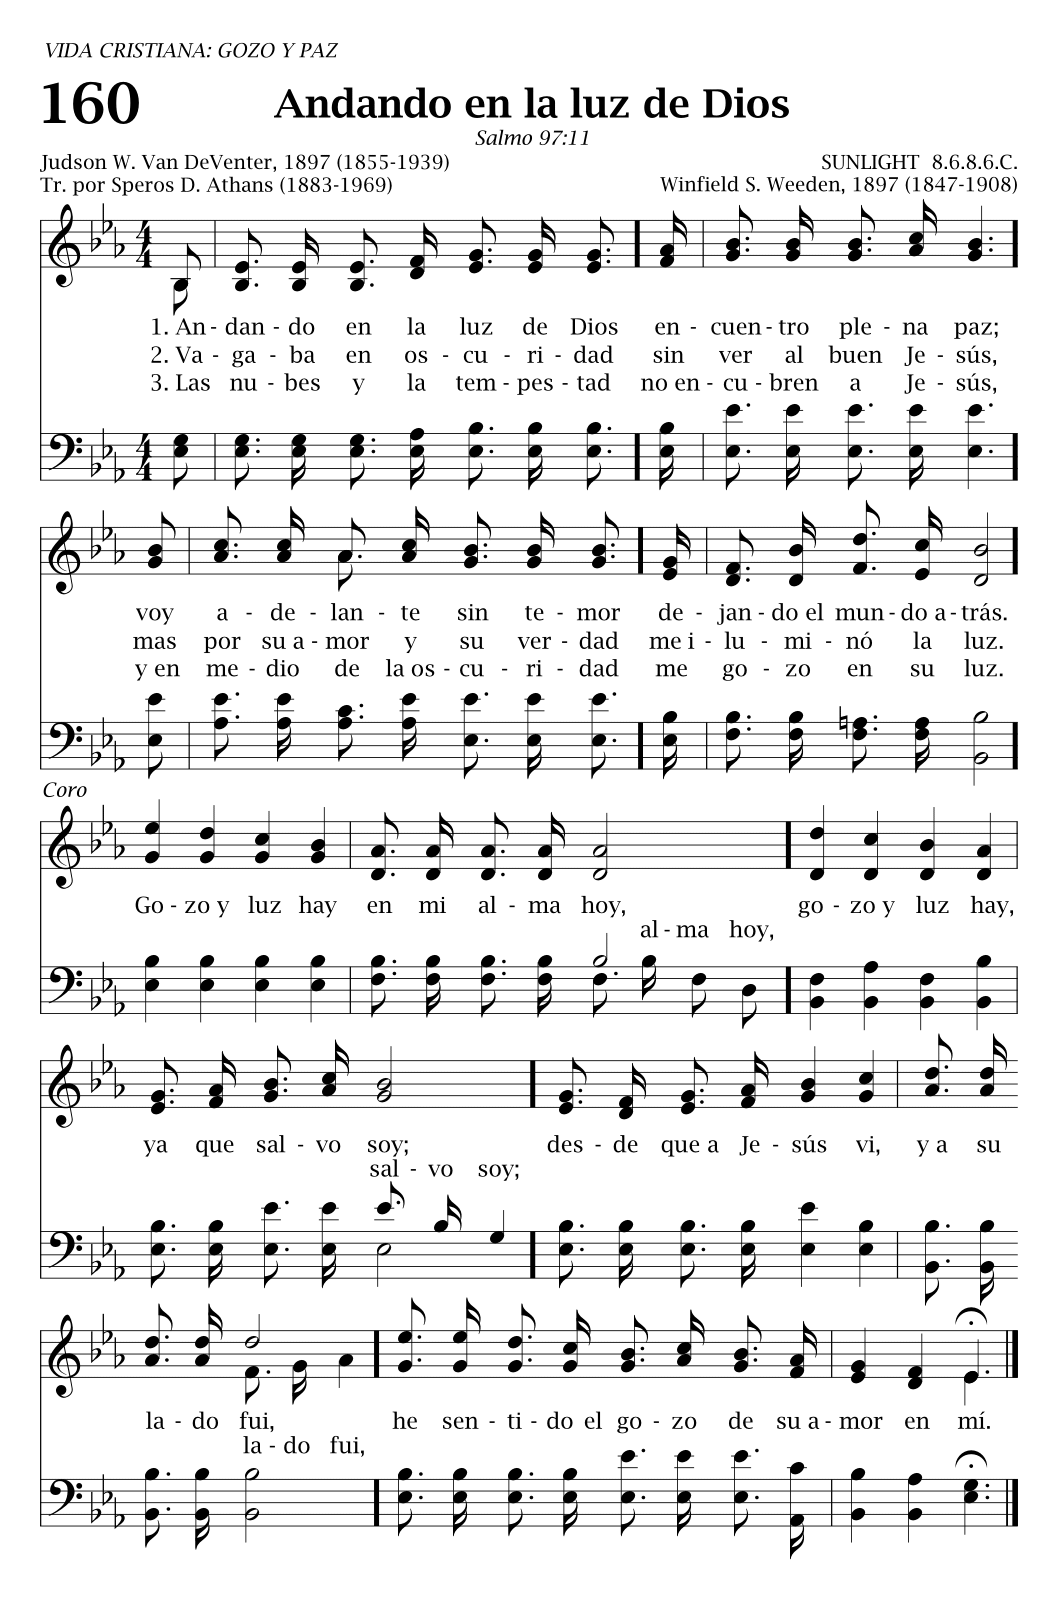 VIDA CRISTIANA: GOZO Y PAZ
160 Andando en la luz de Dios
Salmo 97:11
Judson W. Van DeVenter, 1897 (1855-1939) SUNLIGHT 8.6.8.6.C.
Tr. por Speros D. Athans (1883-1969) Winfield S. Weeden, 1897 (1847-1908)
1. An - dan - do en la luz de Dios en - cuen - tro ple - na paz;
2. Va - ga - ba en os - cu - ri - dad sin ver al buen Je - sús,
3. Las nu - bes y la tem - pes - tad no en - cu - bren a Je - sús,
voy a - de - lan - te sin te - mor de - jan - do el mun - do a - trás.
mas por su a - mor y su ver - dad me i - lu - mi - nó la luz.
y en me - dio de la os - cu - ri - dad me go - zo en su luz.
Coro
Go - zo y luz hay en mi al - ma hoy, go - zo y luz hay,
al - ma hoy,
ya que sal - vo soy; des - de que a Je - sús vi, y a su
sal - vo soy;
la - do fui, he sen - ti - do el go - zo de su a - mor en mí.
la - do fui,